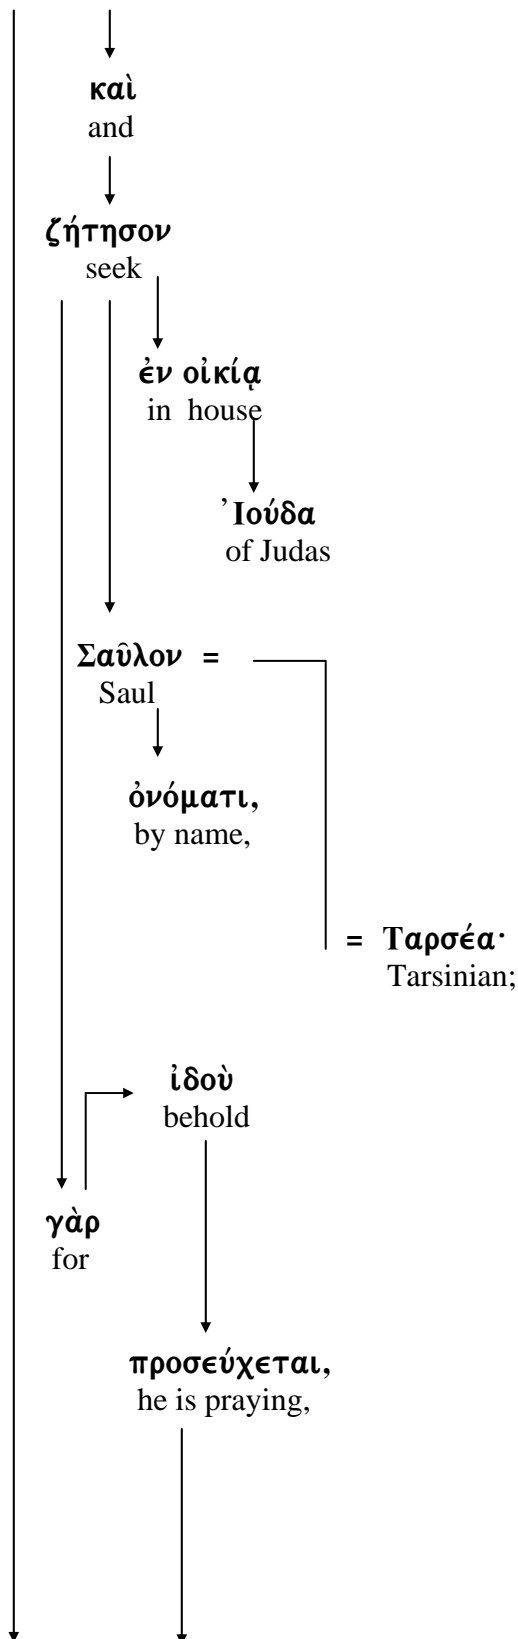 καὶ
and
ζήτησον
seek
ἐν οἰκίᾳ
in house
Ἰούδα
of Judas
Σαῦλον =
Saul
ὀνόματι,
by name,
= Ταρσέα·
Tarsinian;
ἰδοὺ
behold
γὰρ
for
προσεύχεται,
he is praying,